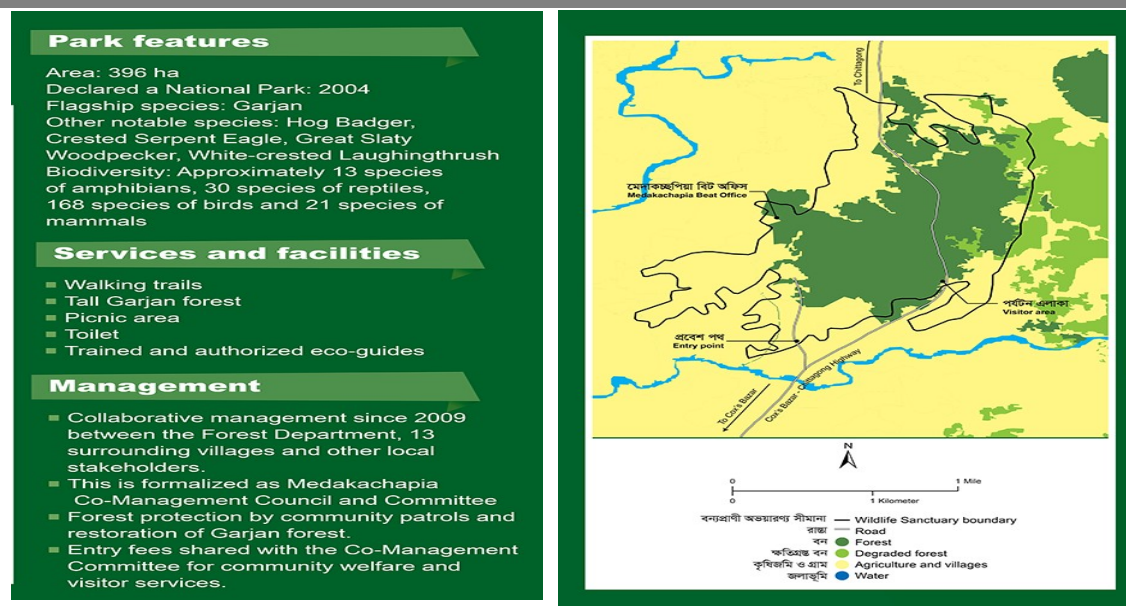 Park features
Area: 396 ha
Declared a National Park: 2004
Flagship species: Garjan
Other notable species: Hog Badger,
Crested Serpent Eagle, Great Slaty
Woodpecker, White-crested Laughingthrush
Biodiversity: Approximately 13 species
of amphibians, 30 species of reptiles,
168 species of birds and 21 species of
mammals
Services and facilities
Walking trails
Tall Garjan forest
Picnic area
Toilet
Trained and authorized eco-guides
Management
Collaborative management since 2009
between the Forest Department, 13
surrounding villages and other local
stakeholders.
This is formalized as Medakachapia
Co-Management Council and Committee
Forest protection by community patrols and
restoration of Garjan forest.
Entry fees shared with the Co-Management
Committee for community welfare and
visitor services.
To Chittagong
মেদাকচ্ছপিয়া বিট অফিস
Medakachapia Beat Office
পর্যটন এলাকা
Visitor area
প্রবেশ পথ
Entry point
Cox's Bazar - Chittagong Highway
To Cox's Bazar
N
0 1 Mile
0 1 Kilometer
বন্যপ্রাণী অভয়ারণ্য সীমানা Wildlife Sanctuary boundary
রাস্তা Road
বন Forest
ক্ষতিগ্রস্ত বন Degraded forest
কৃষিজমি ও গ্রাম Agriculture and villages
জলাভূমি Water